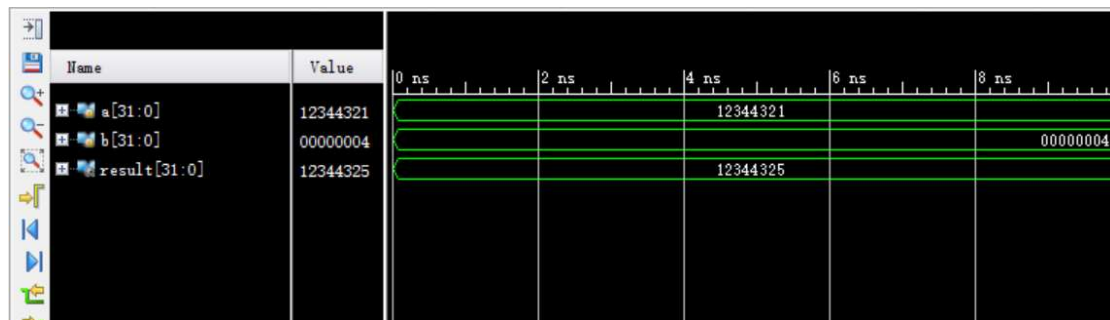 Name Value 0 ns 2 ns 4 ns 6 ns 8 ns
a[31:0] 12344321 12344321
b[31:0] 00000004 00000004
result[31:0] 12344325 12344325